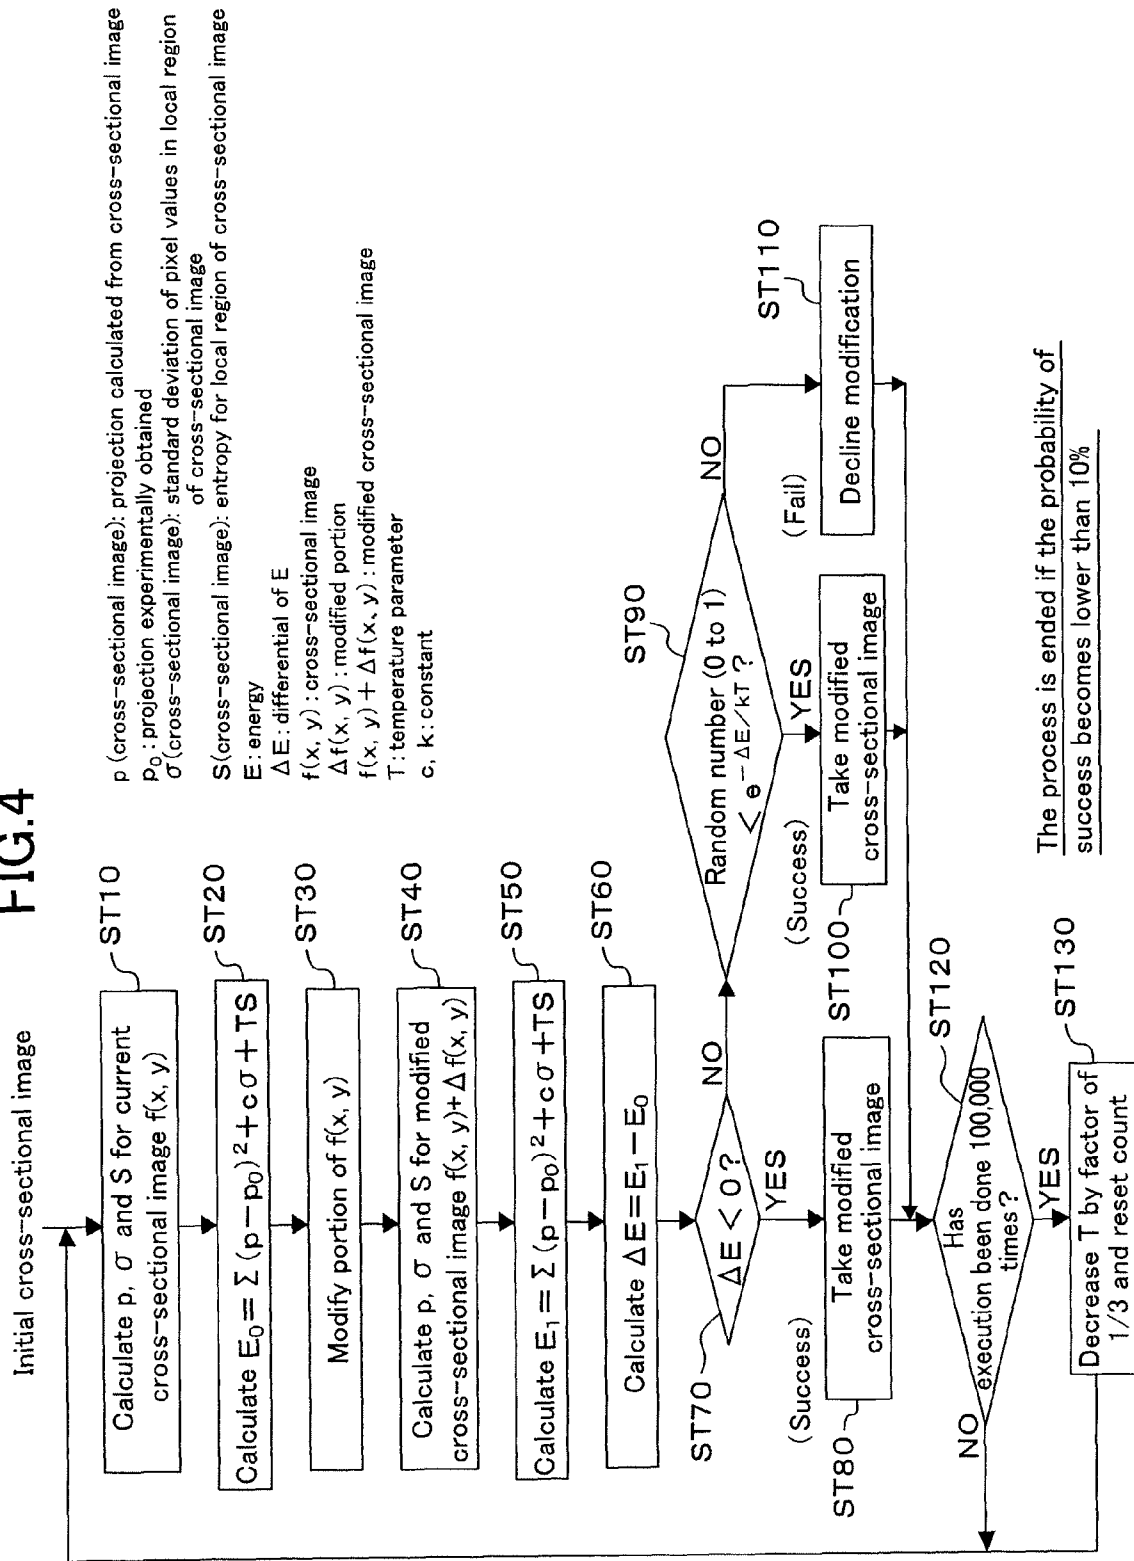 FIG.4
Initial cross-sectional image
Calculate p, σ and S for current
cross-sectional image f(x, y)
ST10
Calculate E₀ = Σ (p−p₀)²+cσ+TS
ST20
Modify portion of f(x, y)
ST30
Calculate p, σ and S for modified
cross-sectional image f(x, y)+Δf(x, y)
ST40
Calculate E₁ = Σ (p−p₀)²+cσ+TS
ST50
Calculate ΔE=E₁−E₀
ST60
ΔE<0?
ST70
NO
YES
(Success)
Take modified
cross-sectional image
ST80
Random number (0 to 1)
< e^−ΔE/kT ?
ST90
NO
YES
(Success)
Take modified
cross-sectional image
ST100
(Fail)
Decline modification
ST110
Has
execution been done 100,000
times?
ST120
NO
YES
Decrease T by factor of
1/3 and reset count
ST130
p (cross-sectional image): projection calculated from cross-sectional image
p₀ : projection experimentally obtained
σ (cross-sectional image): standard deviation of pixel values in local region
of cross-sectional image
S(cross-sectional image): entropy for local region of cross-sectional image
E: energy
ΔE: differential of E
f(x, y) : cross-sectional image
Δf(x, y) : modified portion
f(x, y) + Δf(x, y) : modified cross-sectional image
T: temperature parameter
c, k: constant
The process is ended if the probability of
success becomes lower than 10%